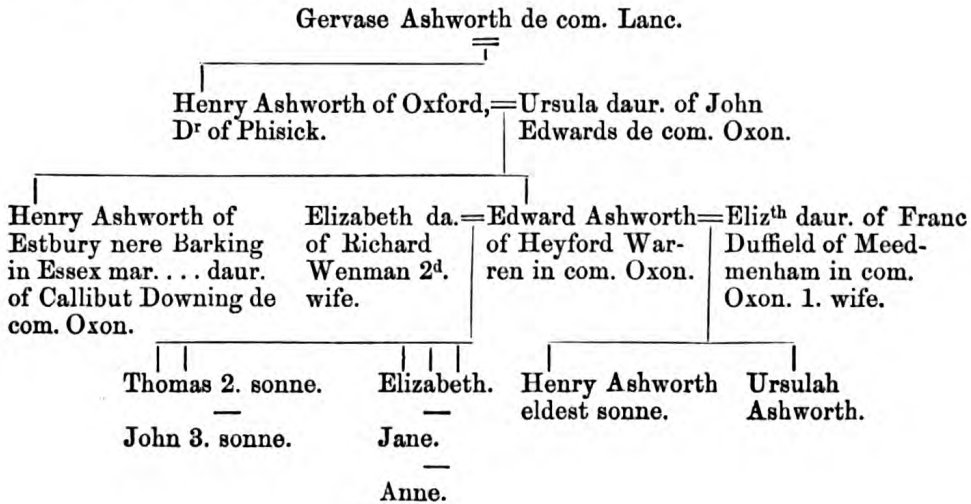 Gervase Ashworth de com. Lanc.
Henry Ashworth of Oxford,=Ursula daur. of John
Dr of Phisick.
Edwards de com. Oxon.
Henry Ashworth of
Estbury nere Barking
in Essex mar. . . . daur.
of Callibut Downing de
com. Oxon.
Elizabeth da.=
of Richard
Wenman 2d.
wife.
Edward Ashworth=
of Heyford War-
ren in com. Oxon.
Elizth daur. of Franc
Duffield of Meed-
menham in com.
Oxon. 1. wife.
Thomas 2. sonne.
—
John 3. sonne.
Elizabeth.
—
Jane.
—
Anne.
Henry Ashworth
eldest sonne.
Ursulah
Ashworth.